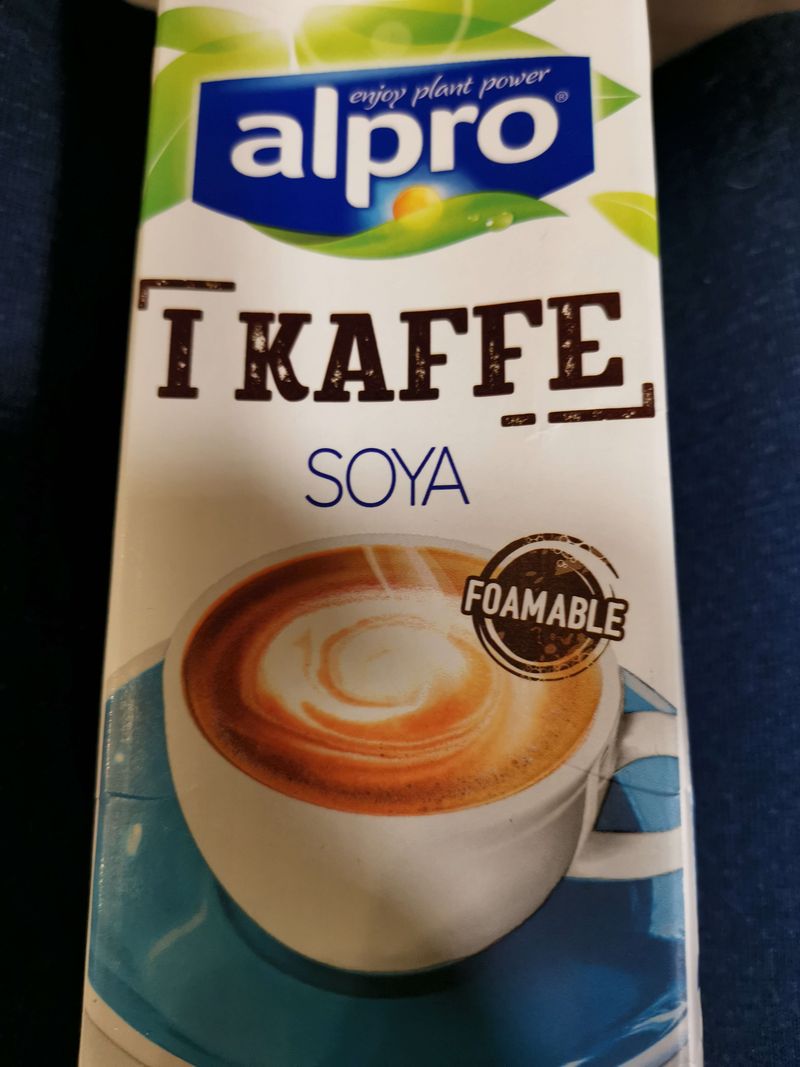 enjoy plant power
alpro®
I KAFFE
SOYA
FOAMABLE